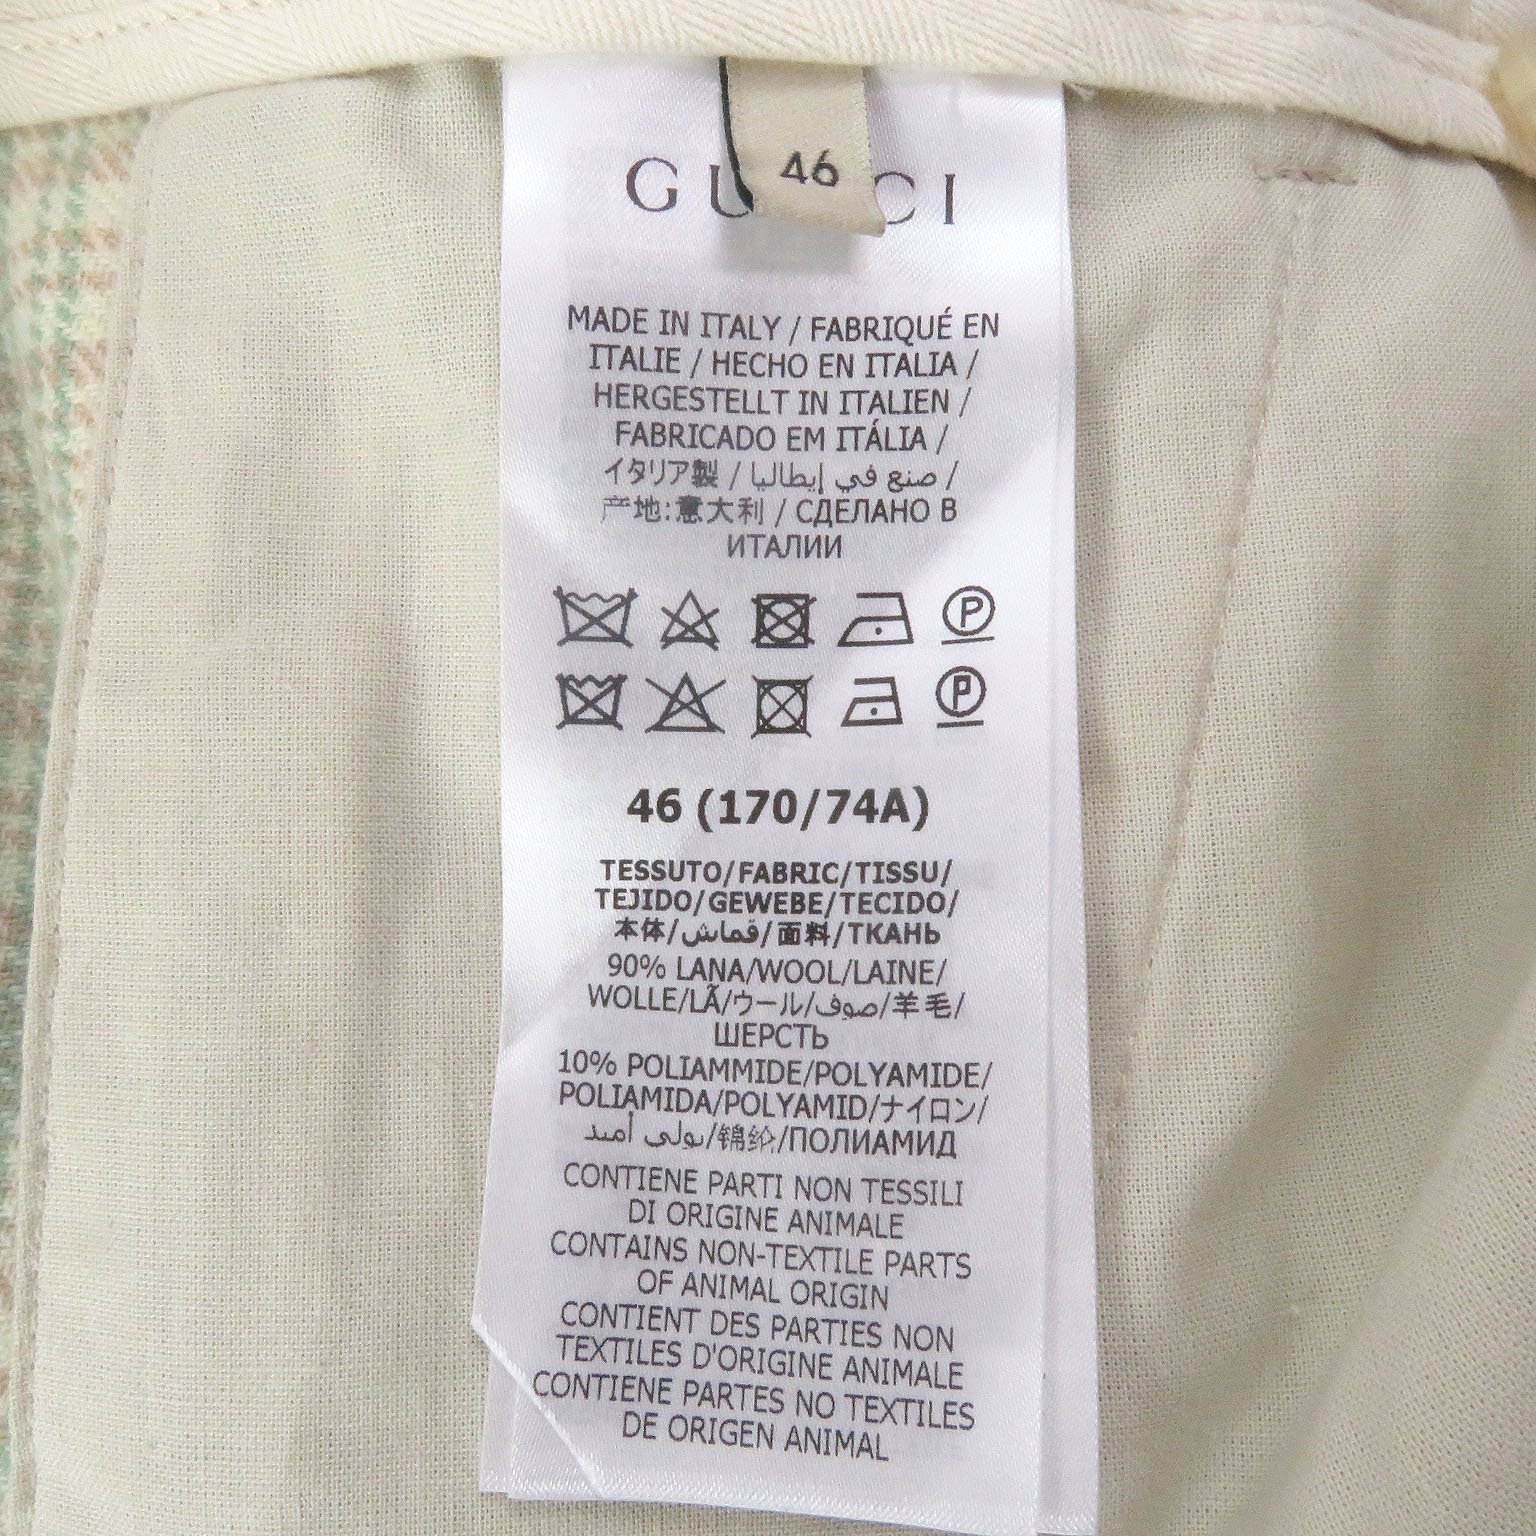 46
GUCCI
MADE IN ITALY / FABRIQUÉ EN
ITALIE / HECHO EN ITALIA /
HERGESTELLT IN ITALIEN /
FABRICADO EM ITÁLIA /
イタリア製 / صنع في إيطاليا /
产地:意大利 / СДЕЛАНО В
ИТАЛИИ
P
P
46 (170/74A)
TESSUTO/FABRIC/TISSU/
TEJIDO/GEWEBE/TECIDO/
本体/قماش/面料/ТКАНЬ
90% LANA/WOOL/LAINE/
WOLLE/LÃ/ウール/صوف/羊毛/
ШЕРСТЬ
10% POLIAMMIDE/POLYAMIDE/
POLIAMIDA/POLYAMID/ナイロン/
بولي أميد/锦纶/ПОЛИАМИД
CONTIENE PARTI NON TESSILI
DI ORIGINE ANIMALE
CONTAINS NON-TEXTILE PARTS
OF ANIMAL ORIGIN
CONTIENT DES PARTIES NON
TEXTILES D'ORIGINE ANIMALE
CONTIENE PARTES NO TEXTILES
DE ORIGEN ANIMAL